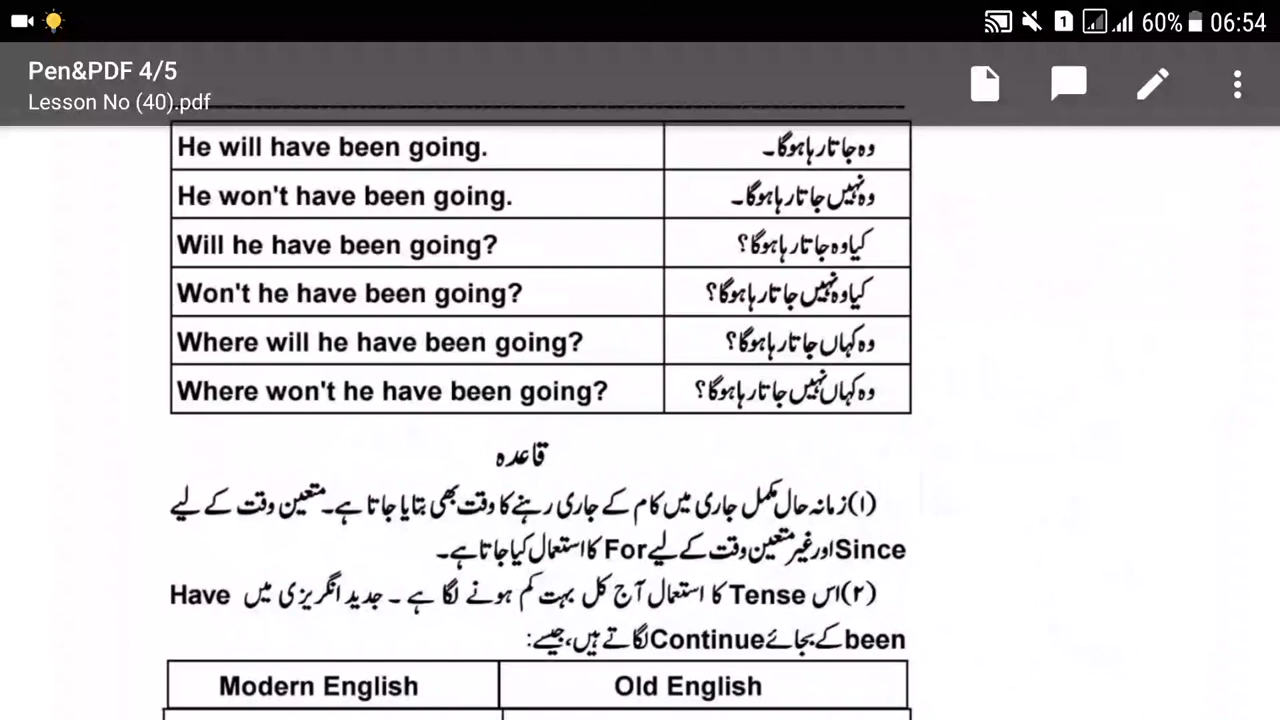 60% 06:54
Pen&PDF 4/5
Lesson No (40).pdf
He will have been going. وہ جاتا رہا ہوگا۔
He won't have been going. وہ نہیں جاتا رہا ہوگا۔
Will he have been going? کیا وہ جاتا رہا ہوگا؟
Won't he have been going? کیا وہ نہیں جاتا رہا ہوگا؟
Where will he have been going? وہ کہاں جاتا رہا ہوگا؟
Where won't he have been going? وہ کہاں نہیں جاتا رہا ہوگا؟
قاعدہ
(۱) زمانہ حال مکمل جاری میں کام کے جاری رہنے کا وقت بھی بتایا جاتا ہے۔ متعین وقت کے لیے
Since اور غیر متعین وقت کے لیے For کا استعمال کیا جاتا ہے۔
(۲) اس Tense کا استعمال آج کل بہت کم ہونے لگا ہے ۔ جدید انگریزی میں Have
been کے بجائے Continue لگاتے ہیں، جیسے:
Modern English Old English